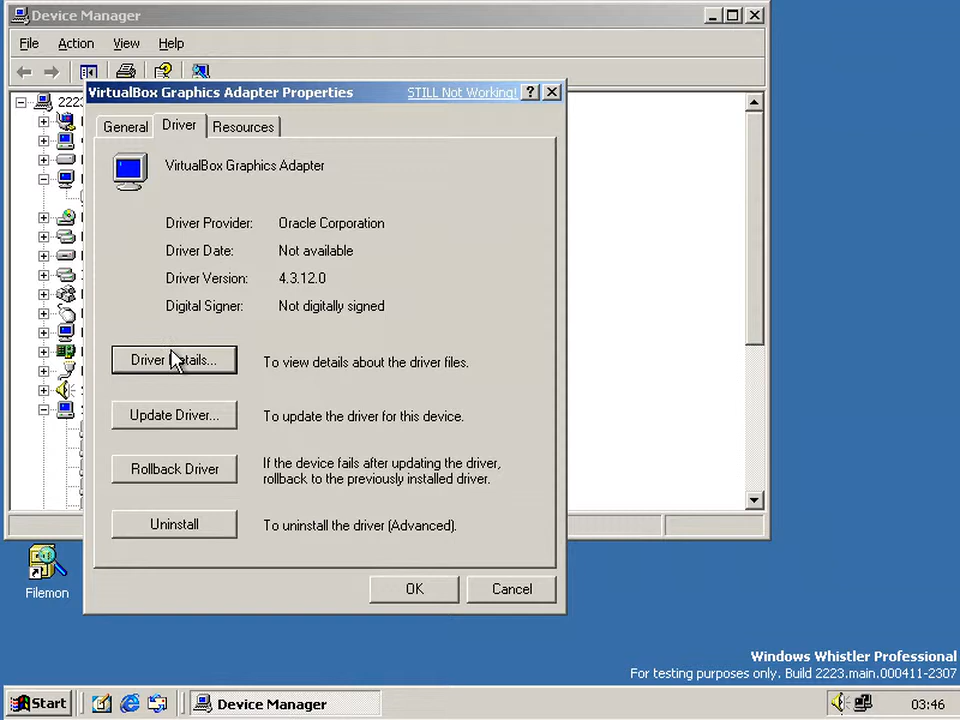 Device Manager
File Action View Help
2223
VirtualBox Graphics Adapter Properties STILL Not Working!
General Driver Resources
VirtualBox Graphics Adapter
Driver Provider: Oracle Corporation
Driver Date: Not available
Driver Version: 4.3.12.0
Digital Signer: Not digitally signed
Driver Details... To view details about the driver files.
Update Driver... To update the driver for this device.
Rollback Driver If the device fails after updating the driver,
rollback to the previously installed driver.
Uninstall To uninstall the driver (Advanced).
OK Cancel
Filemon
Windows Whistler Professional
For testing purposes only. Build 2223.main.000411-2307
Start Device Manager 03:46